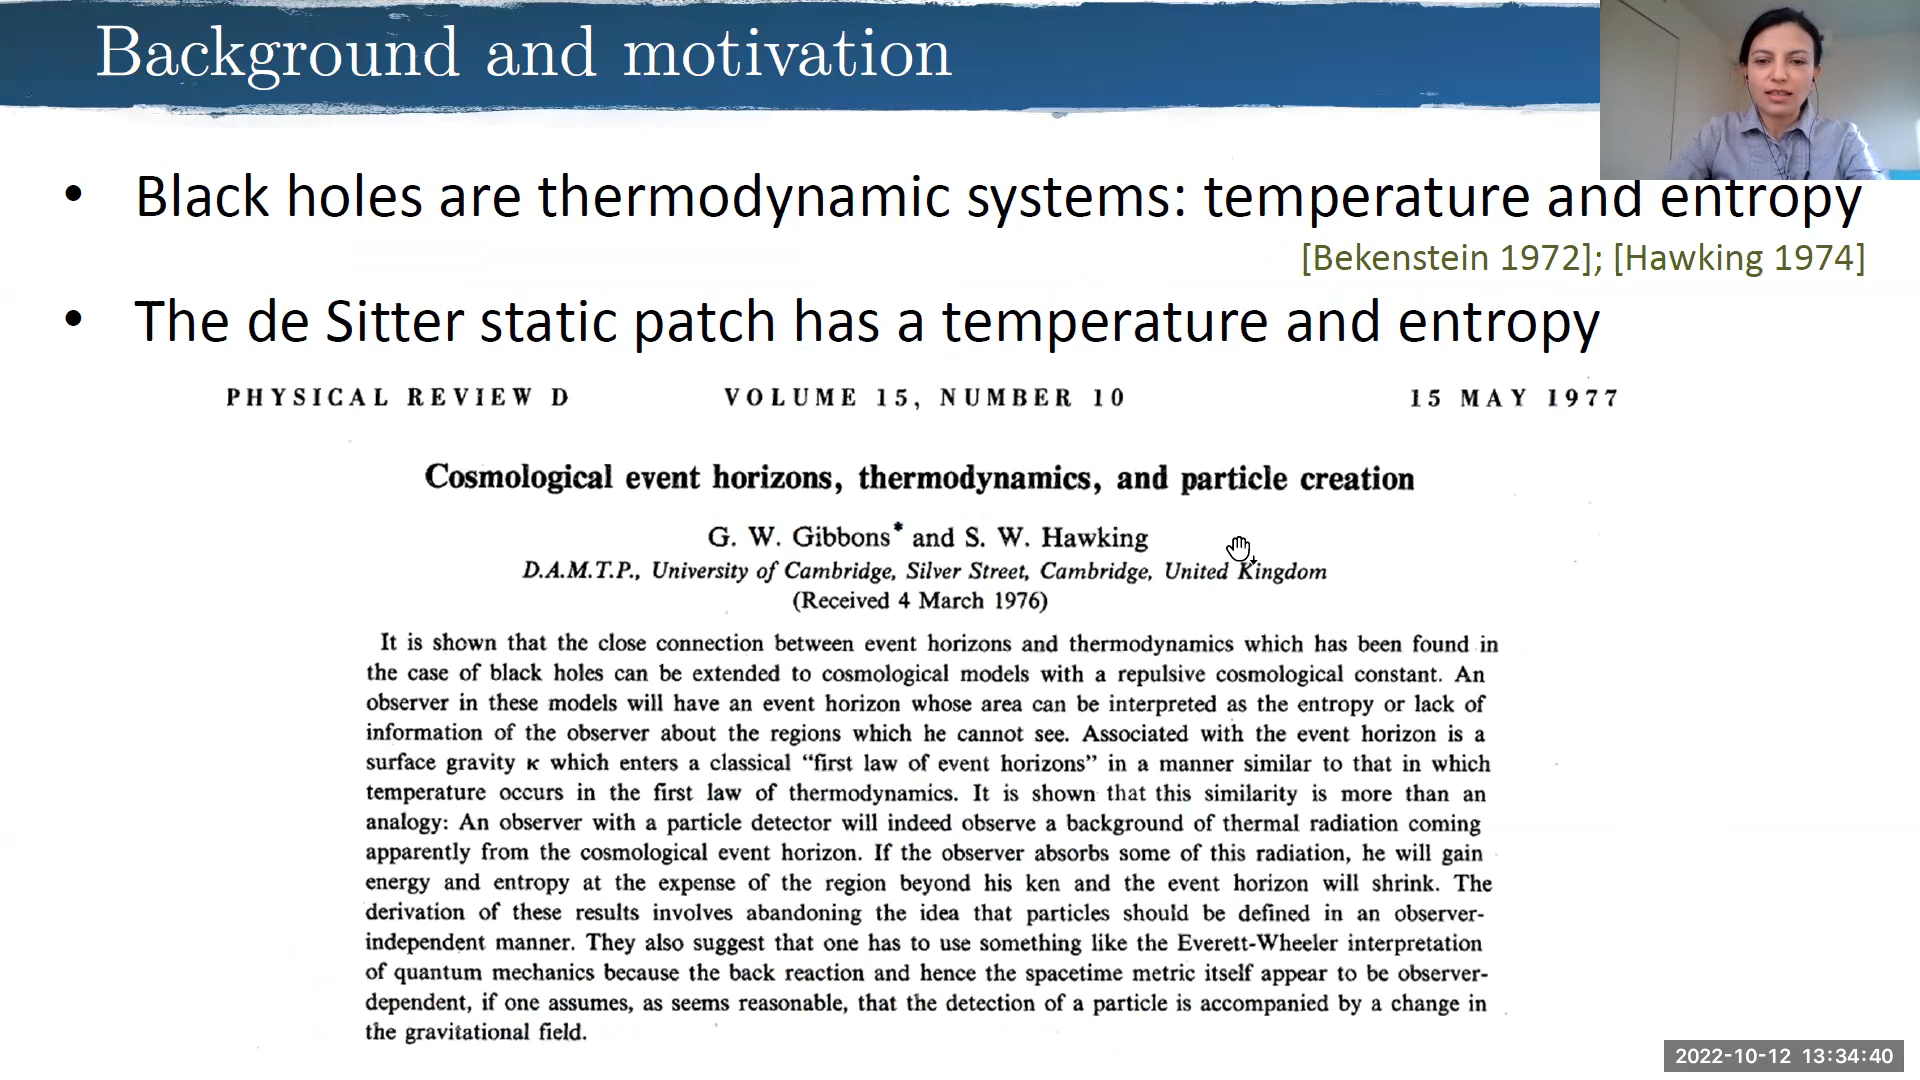 Background and motivation
• Black holes are thermodynamic systems: temperature and entropy
[Bekenstein 1972]; [Hawking 1974]
• The de Sitter static patch has a temperature and entropy
PHYSICAL REVIEW D VOLUME 15, NUMBER 10 15 MAY 1977
Cosmological event horizons, thermodynamics, and particle creation
G. W. Gibbons* and S. W. Hawking
D.A.M.T.P., University of Cambridge, Silver Street, Cambridge, United Kingdom
(Received 4 March 1976)
It is shown that the close connection between event horizons and thermodynamics which has been found in
the case of black holes can be extended to cosmological models with a repulsive cosmological constant. An
observer in these models will have an event horizon whose area can be interpreted as the entropy or lack of
information of the observer about the regions which he cannot see. Associated with the event horizon is a
surface gravity κ which enters a classical “first law of event horizons” in a manner similar to that in which
temperature occurs in the first law of thermodynamics. It is shown that this similarity is more than an
analogy: An observer with a particle detector will indeed observe a background of thermal radiation coming
apparently from the cosmological event horizon. If the observer absorbs some of this radiation, he will gain
energy and entropy at the expense of the region beyond his ken and the event horizon will shrink. The
derivation of these results involves abandoning the idea that particles should be defined in an observer-
independent manner. They also suggest that one has to use something like the Everett-Wheeler interpretation
of quantum mechanics because the back reaction and hence the spacetime metric itself appear to be observer-
dependent, if one assumes, as seems reasonable, that the detection of a particle is accompanied by a change in
the gravitational field.
2022-10-12 13:34:40